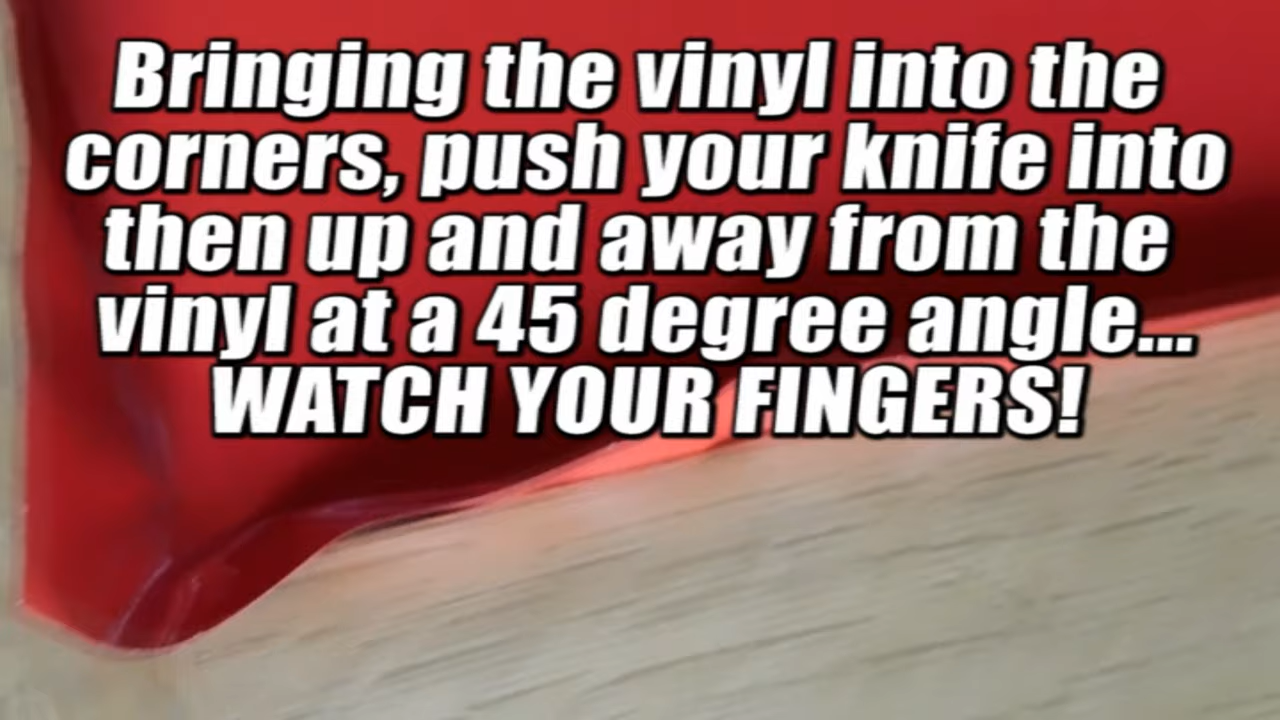 Bringing the vinyl into the
corners, push your knife into
then up and away from the
vinyl at a 45 degree angle...
WATCH YOUR FINGERS!